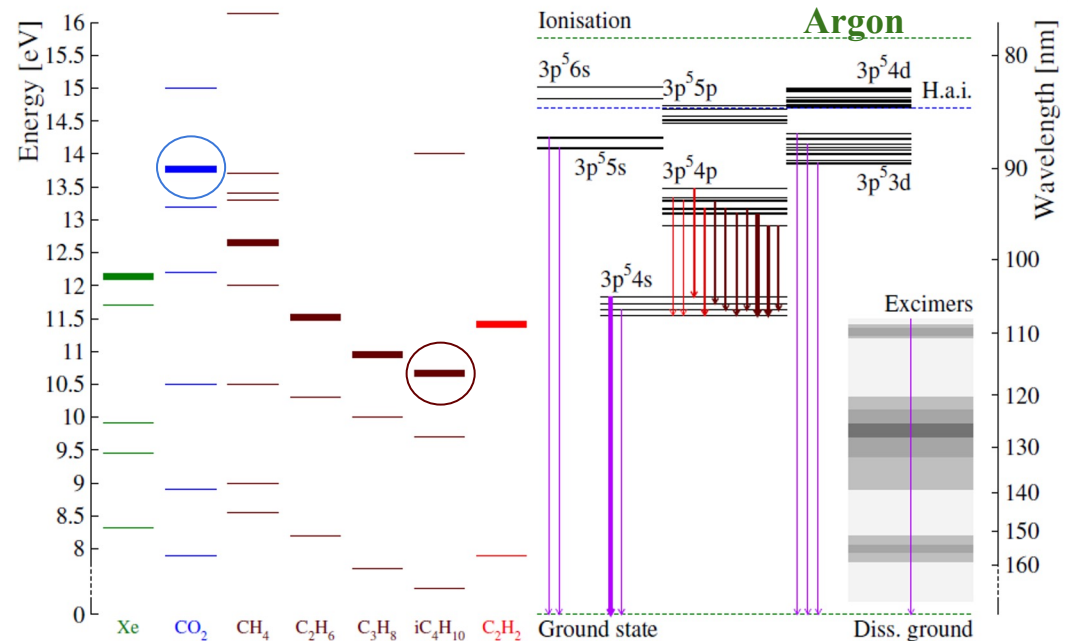 Energy [eV]
16
15
14.5
14
13.5
13
12.5
12
11.5
11
10.5
10
9.5
9
8.5
8
0
Xe
CO₂
CH₄
C₂H₆
C₃H₈
iC₄H₁₀
C₂H₂
Argon
Ionisation
3p⁵6s
3p⁵5p
3p⁵4d
H.a.i.
3p⁵5s
3p⁵4p
3p⁵3d
3p⁵4s
Excimers
Ground state
Diss. ground
Wavelength [nm]
80
90
100
110
120
130
140
150
160